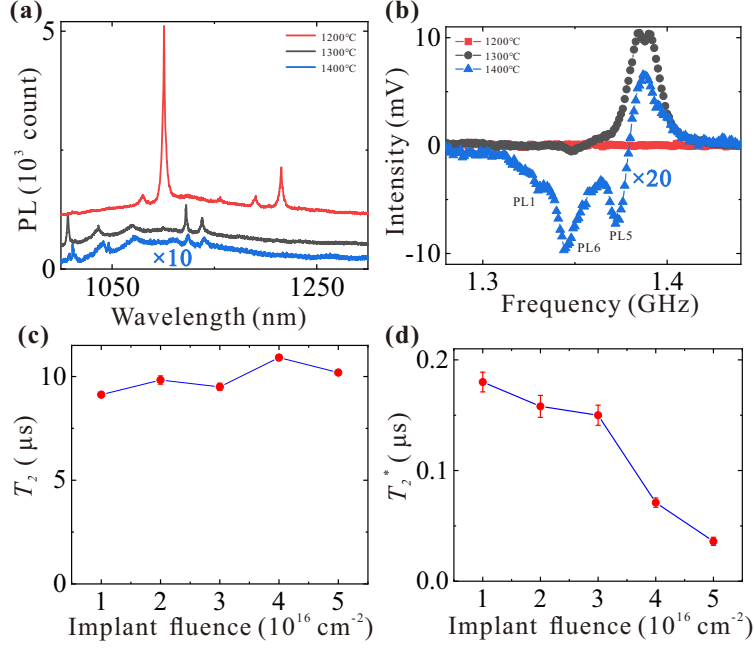 (a)
5
1200℃
1300℃
1400℃
PL (10³ count)
×10
0
1050
1250
Wavelength (nm)
(b)
10
1200℃
1300℃
1400℃
Intensity (mV)
0
×20
PL1
PL6
PL5
-10
1.3
1.4
Frequency (GHz)
(c)
10
T₂ ( μs)
5
0
1 2 3 4 5
Implant fluence (10¹⁶ cm⁻²)
(d)
0.2
T₂* ( μs)
0.1
0.0
1 2 3 4 5
Implant fluence (10¹⁶ cm⁻²)